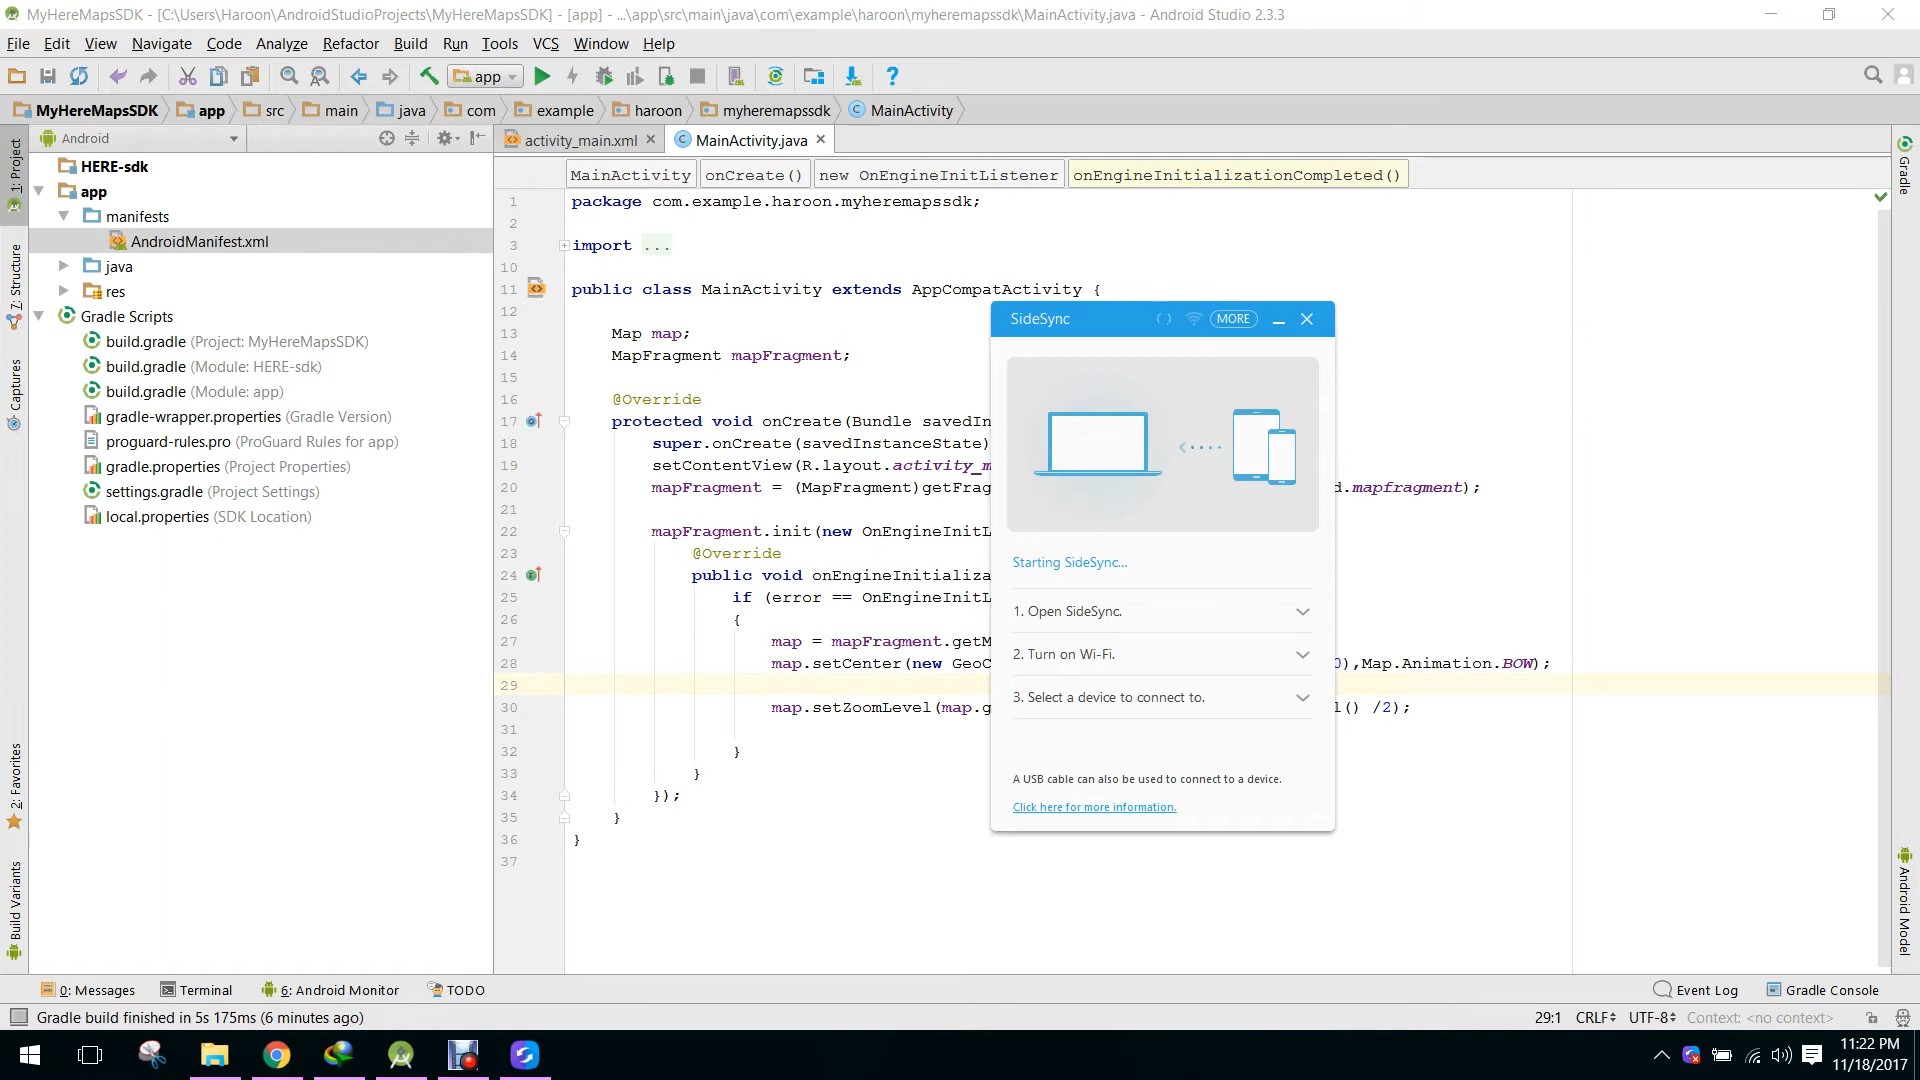 MyHereMapsSDK - [C:\Users\Haroon\AndroidStudioProjects\MyHereMapsSDK] - [app] - ...\app\src\main\java\com\example\haroon\myheremapssdk\MainActivity.java - Android Studio 2.3.3
File Edit View Navigate Code Analyze Refactor Build Run Tools VCS Window Help
app
MyHereMapsSDK app src main java com example haroon myheremapssdk MainActivity
Android
activity_main.xml MainActivity.java
MainActivity onCreate() new OnEngineInitListener onEngineInitializationCompleted()
1: Project
7: Structure
Captures
2: Favorites
Build Variants
HERE-sdk
app
manifests
AndroidManifest.xml
java
res
Gradle Scripts
build.gradle (Project: MyHereMapsSDK)
build.gradle (Module: HERE-sdk)
build.gradle (Module: app)
gradle-wrapper.properties (Gradle Version)
proguard-rules.pro (ProGuard Rules for app)
gradle.properties (Project Properties)
settings.gradle (Project Settings)
local.properties (SDK Location)
1 package com.example.haroon.myheremapssdk;
2
3 import ...
10
11 public class MainActivity extends AppCompatActivity {
12
13 Map map;
14 MapFragment mapFragment;
15
16 @Override
17 protected void onCreate(Bundle savedIn
18 super.onCreate(savedInstanceState)
19 setContentView(R.layout.activity_m
20 mapFragment = (MapFragment)getFrag d.mapfragment);
21
22 mapFragment.init(new OnEngineInitL
23 @Override
24 public void onEngineInitializa
25 if (error == OnEngineInitL
26 {
27 map = mapFragment.getM
28 map.setCenter(new GeoC 0),Map.Animation.BOW);
29
30 map.setZoomLevel(map.g l() /2);
31
32 }
33 }
34 });
35 }
36 }
37
SideSync
MORE
Starting SideSync...
1. Open SideSync.
2. Turn on Wi-Fi.
3. Select a device to connect to.
A USB cable can also be used to connect to a device.
Click here for more information.
Gradle
Android Model
0: Messages Terminal 6: Android Monitor TODO Event Log Gradle Console
Gradle build finished in 5s 175ms (6 minutes ago) 29:1 CRLF UTF-8 Context: <no context>
11:22 PM
11/18/2017